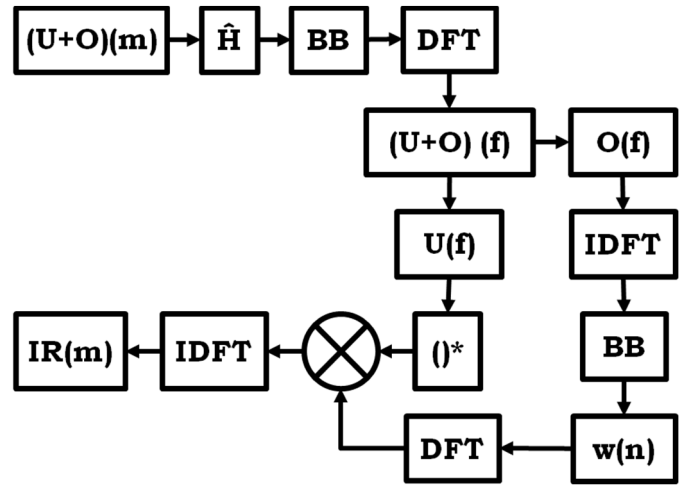 (U+O)(m)
Ĥ
BB
DFT
(U+O) (f)
O(f)
U(f)
IDFT
IR(m)
IDFT
()*
BB
DFT
w(n)